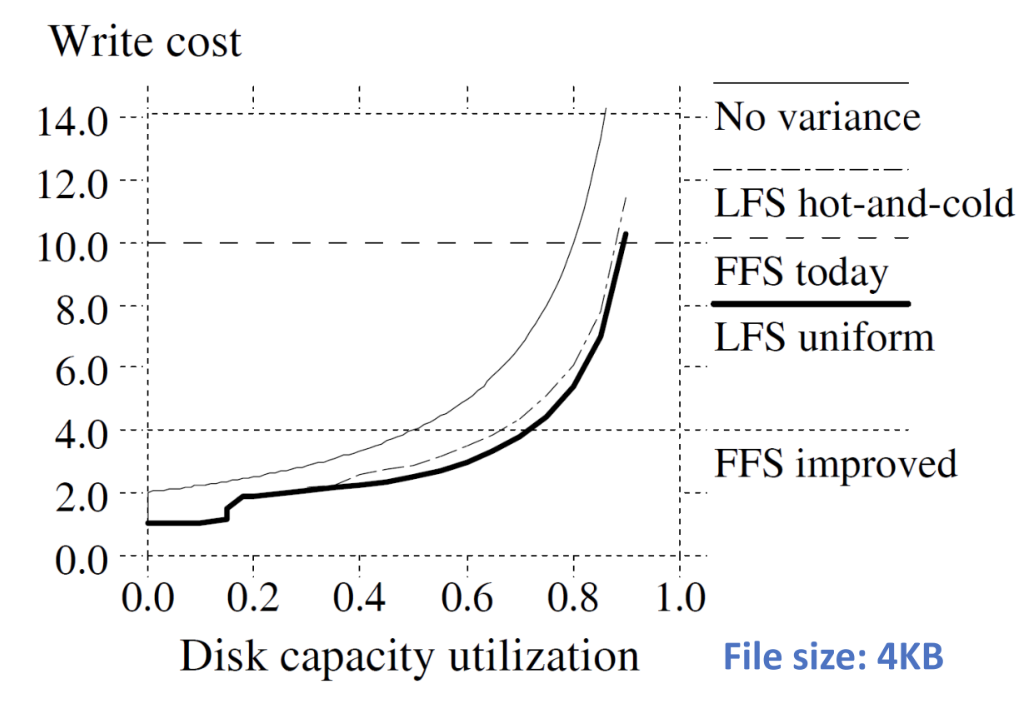 Write cost
14.0
12.0
10.0
8.0
6.0
4.0
2.0
0.0
0.0 0.2 0.4 0.6 0.8 1.0
Disk capacity utilization
No variance
LFS hot-and-cold
FFS today
LFS uniform
FFS improved
File size: 4KB